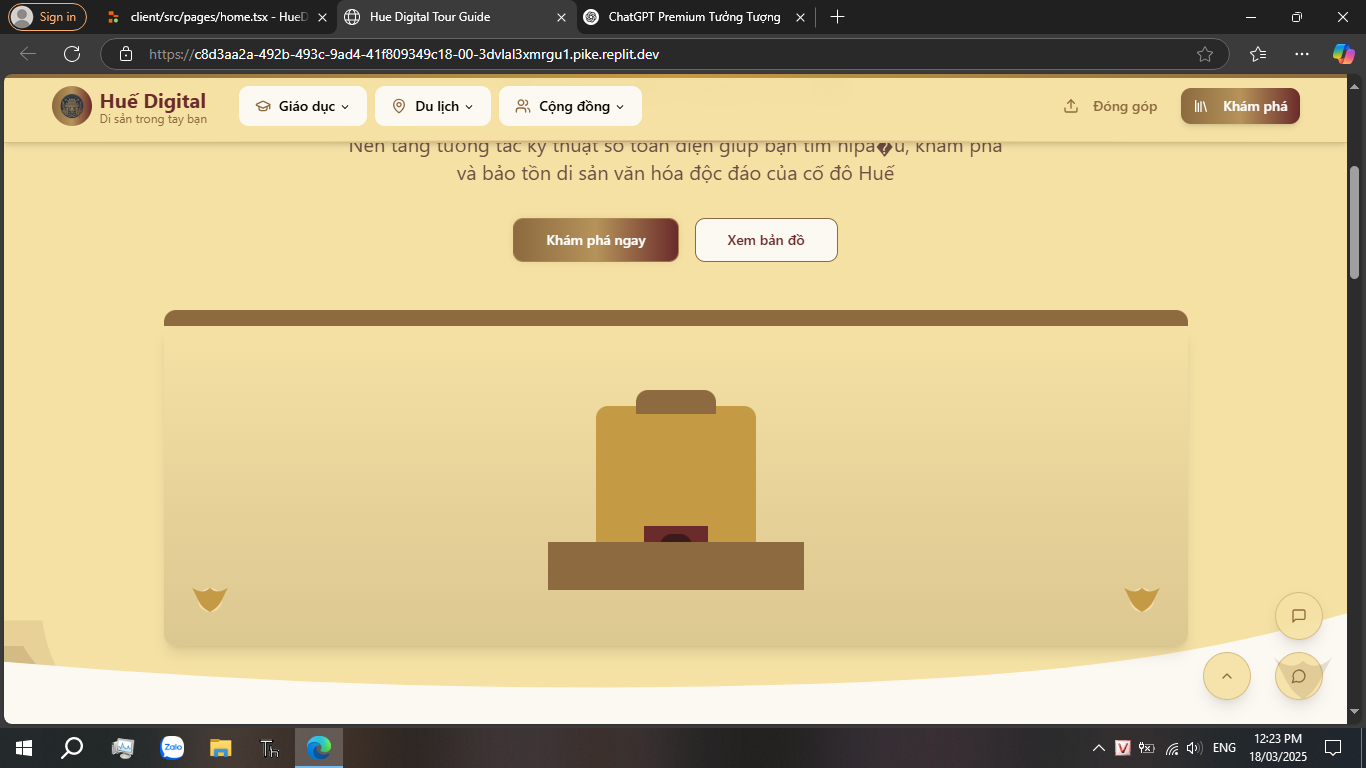 Sign in
client/src/pages/home.tsx - HueD
Hue Digital Tour Guide
ChatGPT Premium Tưởng Tượng
https://c8d3aa2a-492b-493c-9ad4-41f809349c18-00-3dvlal3xmrgu1.pike.replit.dev
Huế Digital
Di sản trong tay bạn
Giáo dục
Du lịch
Cộng đồng
Đóng góp
Khám phá
Nền tảng tương tác kỹ thuật số toàn diện giúp bạn tìm hipa�u, khám phá
và bảo tồn di sản văn hóa độc đáo của cố đô Huế
Khám phá ngay
Xem bản đồ
Zalo
Th
V
ENG
12:23 PM
18/03/2025